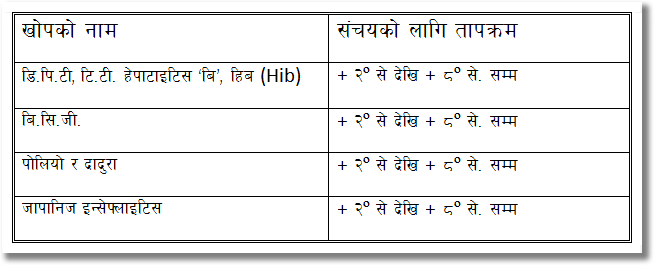 खोपको नाम संचयको लागि तापक्रम
डि.पि.टी, टि.टी. हेपाटाइटिस ‘बि’, हिब (Hib) + २° से देखि + ८° से. सम्म
बि.सि.जी. + २° से देखि + ८° से. सम्म
पोलियो र दादुरा + २° से देखि + ८° से. सम्म
जापानिज इन्सेफ्लाइटिस + २° से देखि + ८° से. सम्म